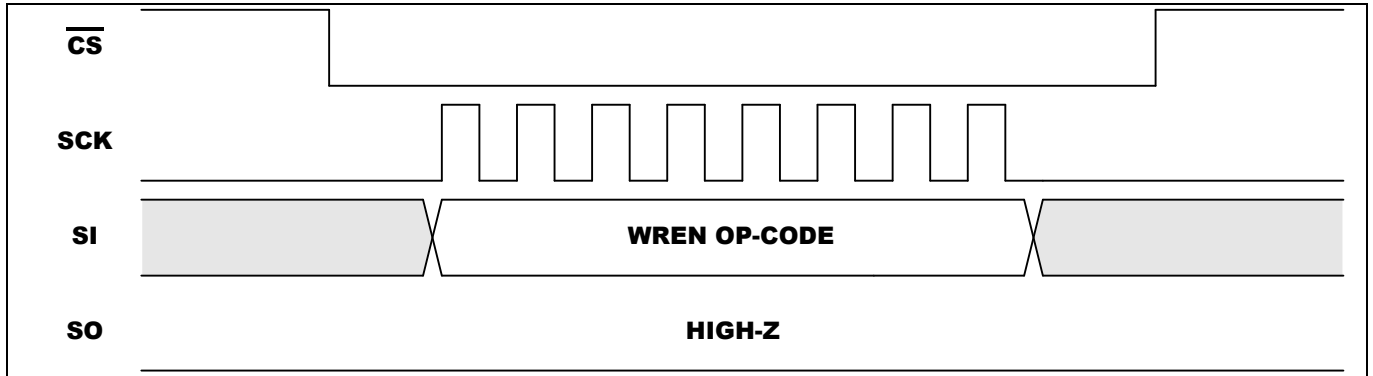 CS
SCK
SI
WREN OP-CODE
SO
HIGH-Z